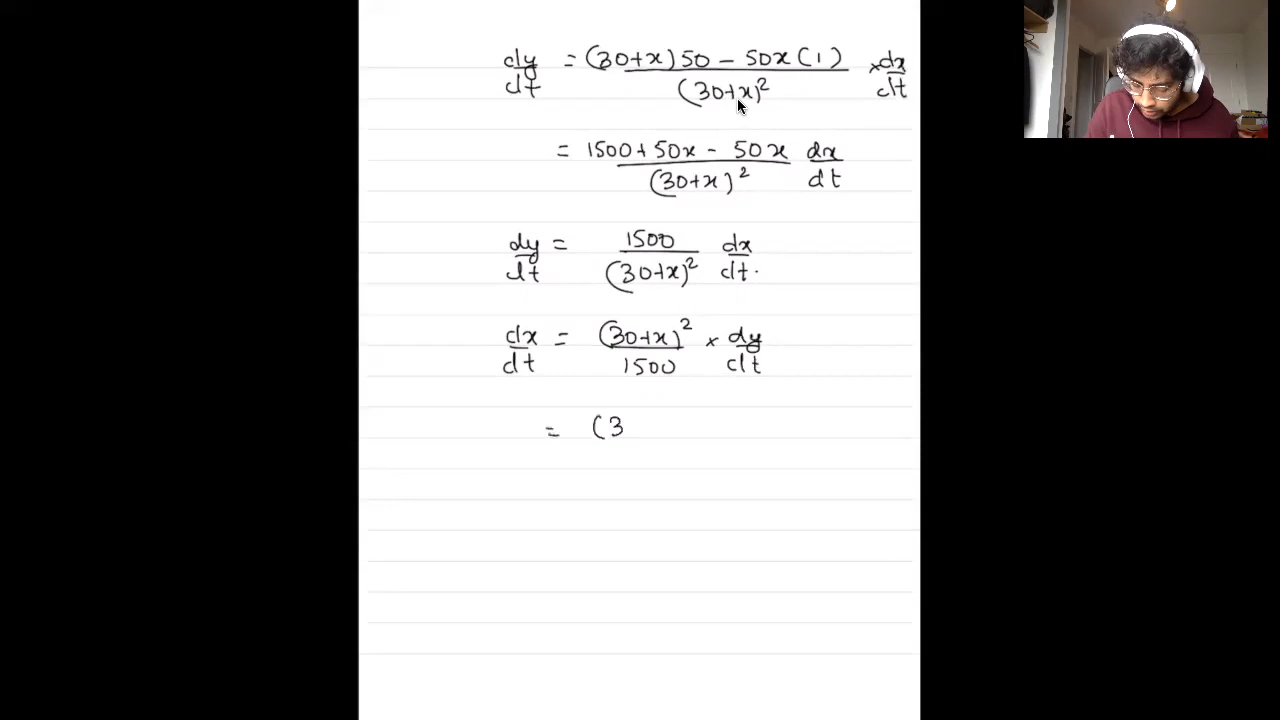 dy/dt = ((30+x)50 - 50x(1))/(30+x)² × dx/dt
= (1500+50x - 50x)/(30+x)² dx/dt
dy/dt = 1500/(30+x)² dx/dt.
dx/dt = (30+x)²/1500 × dy/dt
= (3